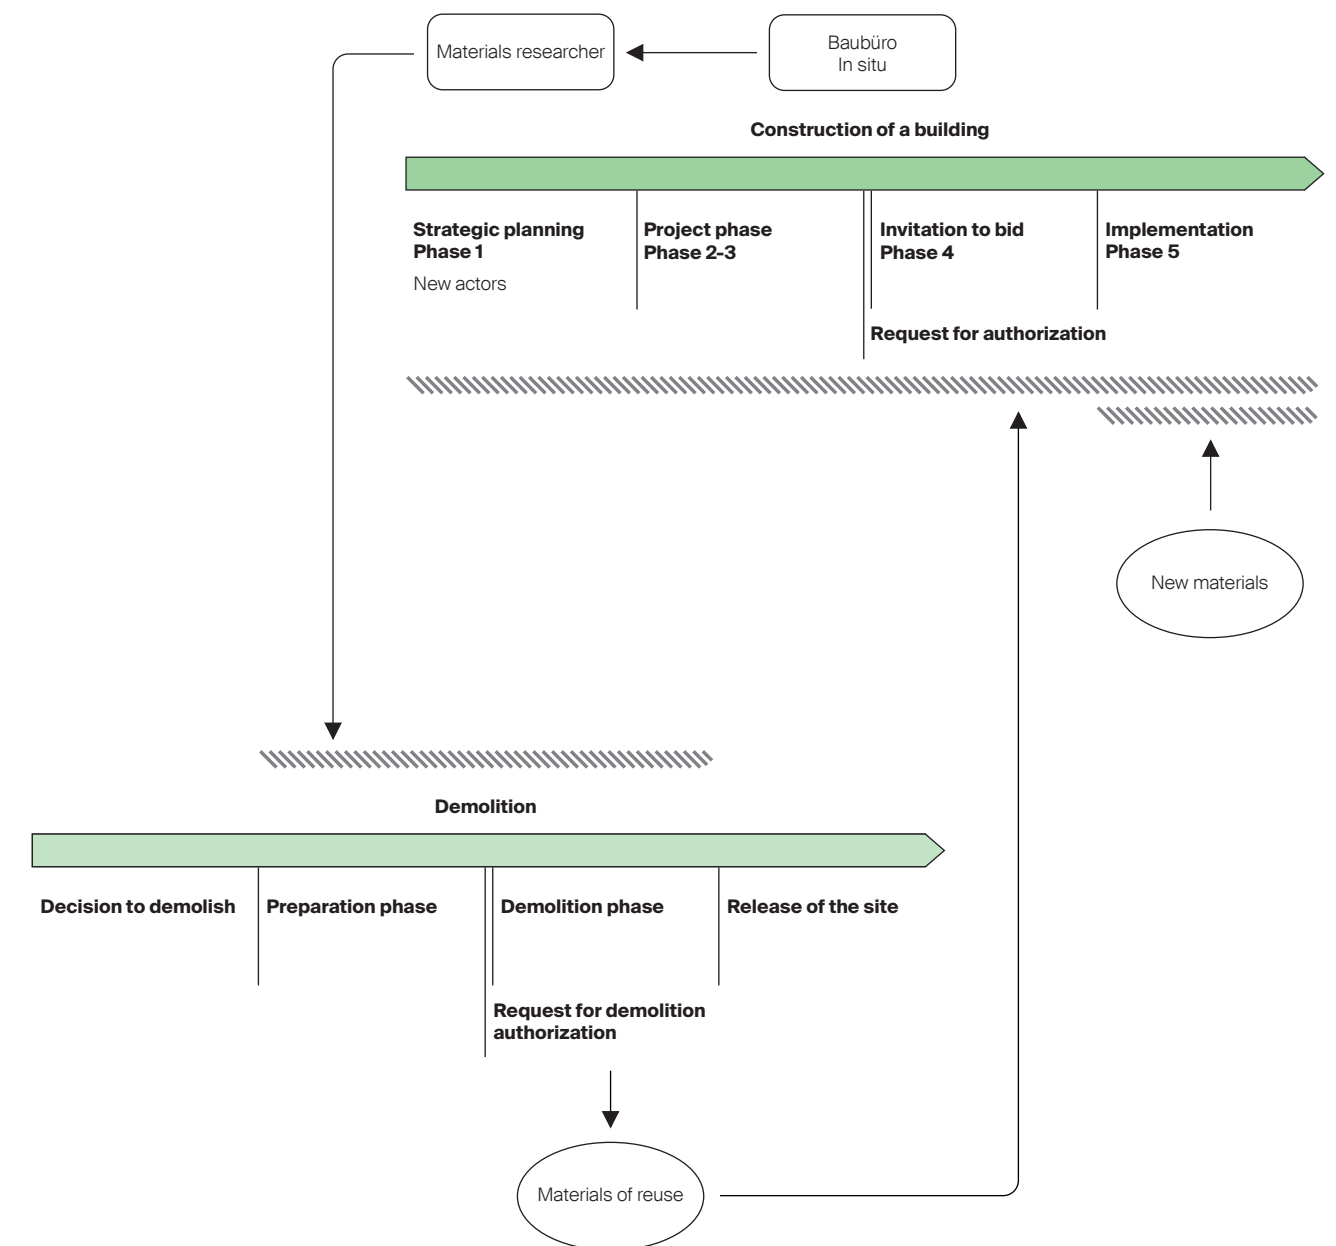 Materials researcher
Baubüro
In situ
Construction of a building
Strategic planning
Phase 1
New actors
Project phase
Phase 2-3
Invitation to bid
Phase 4
Implementation
Phase 5
Request for authorization
New materials
Demolition
Decision to demolish
Preparation phase
Demolition phase
Release of the site
Request for demolition
authorization
Materials of reuse